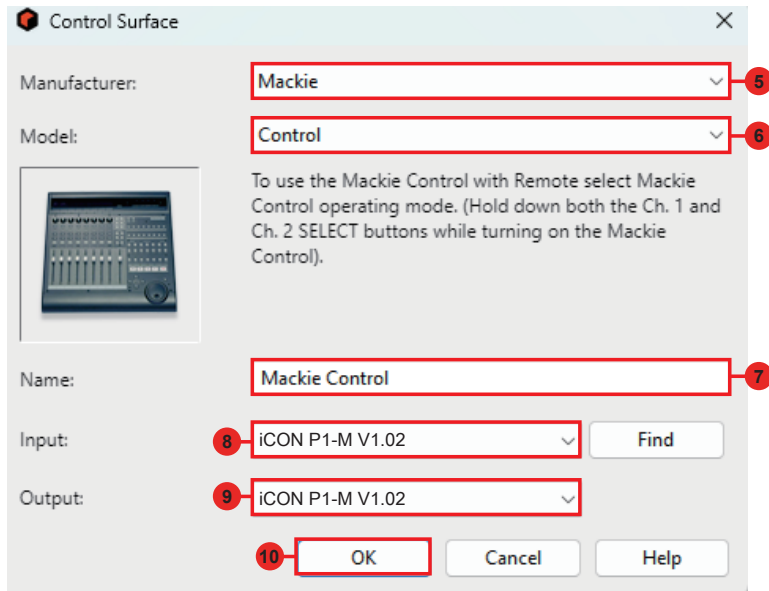 Control Surface
Manufacturer:
Mackie
5
Model:
Control
6
To use the Mackie Control with Remote select Mackie
Control operating mode. (Hold down both the Ch. 1 and
Ch. 2 SELECT buttons while turning on the Mackie
Control).
Name:
Mackie Control
7
Input:
8
iCON P1-M V1.02
Find
Output:
9
iCON P1-M V1.02
10
OK
Cancel
Help